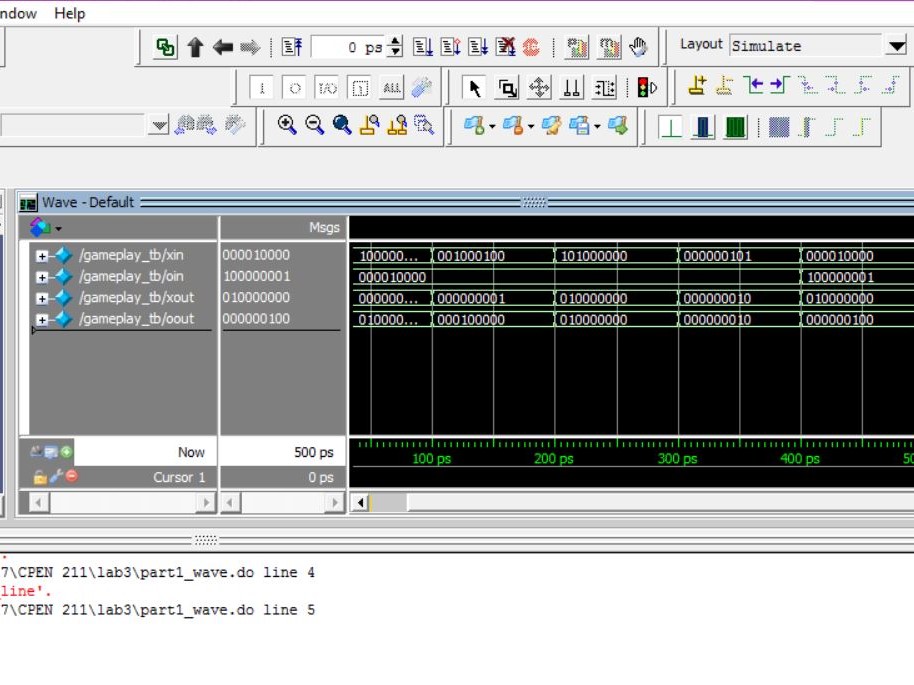 ndow Help
0 ps
Layout Simulate
ALL
Wave - Default
Msgs
/gameplay_tb/xin 000010000 100000... 001000100 101000000 000000101 000010000
/gameplay_tb/oin 100000001 000010000 100000001
/gameplay_tb/xout 010000000 000000... 000000001 010000000 000000010 010000000
/gameplay_tb/oout 000000100 010000... 000100000 010000000 000000010 000000100
Now 500 ps
100 ps 200 ps 300 ps 400 ps 50
Cursor 1 0 ps
7\CPEN 211\lab3\part1_wave.do line 4
line'.
7\CPEN 211\lab3\part1_wave.do line 5